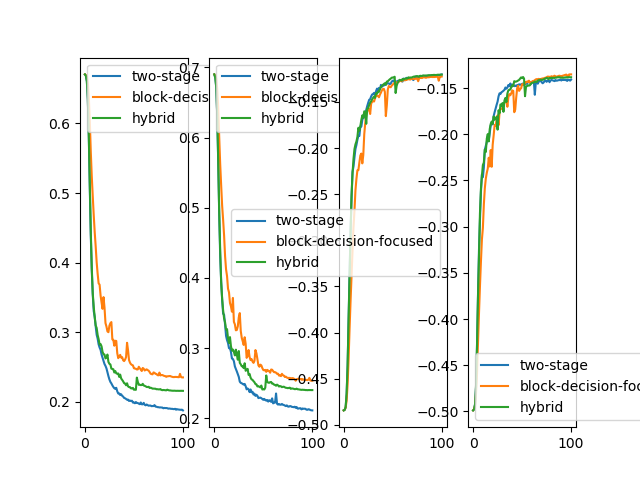 two-stage
block-decis
hybrid
0.6
0.5
0.4
0.3
0.2
0
100
two-stage
block-decis
hybrid
0.7
0.6
0.5
0.4
0.3
0.2
0
100
two-stage
block-decision-focused
hybrid
−0.15
−0.20
−0.25
−0.30
−0.35
−0.40
−0.45
−0.50
0
100
−0.15
−0.20
−0.25
−0.30
−0.35
−0.40
−0.45
−0.50
two-stage
block-decision-foc
hybrid
0
100